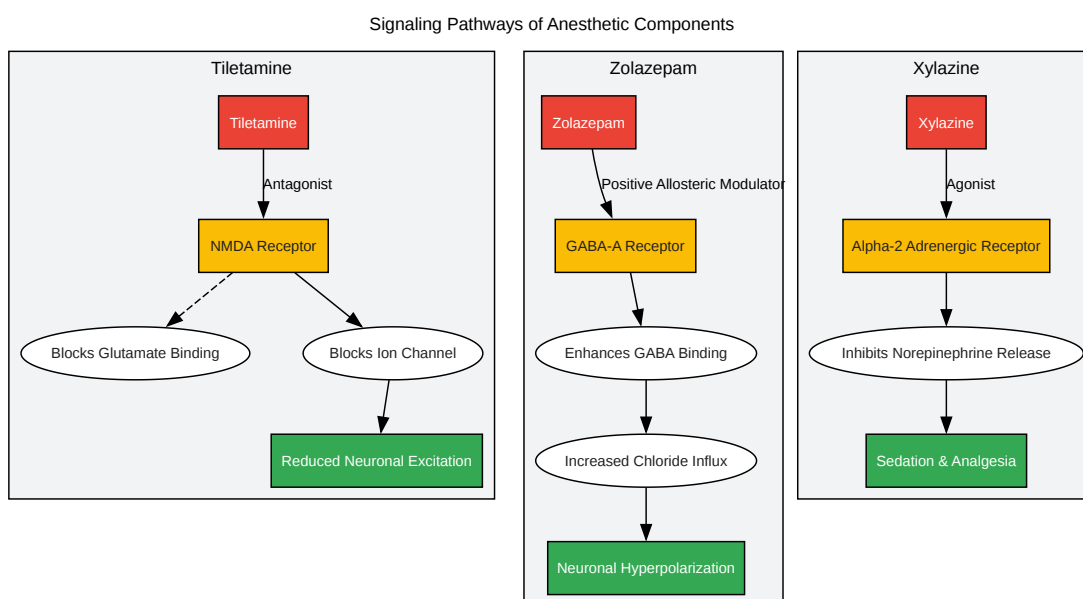 Signaling Pathways of Anesthetic Components
Tiletamine
Tiletamine
Antagonist
NMDA Receptor
Blocks Glutamate Binding
Blocks Ion Channel
Reduced Neuronal Excitation
Zolazepam
Zolazepam
Positive Allosteric Modulator
GABA-A Receptor
Enhances GABA Binding
Increased Chloride Influx
Neuronal Hyperpolarization
Xylazine
Xylazine
Agonist
Alpha-2 Adrenergic Receptor
Inhibits Norepinephrine Release
Sedation & Analgesia